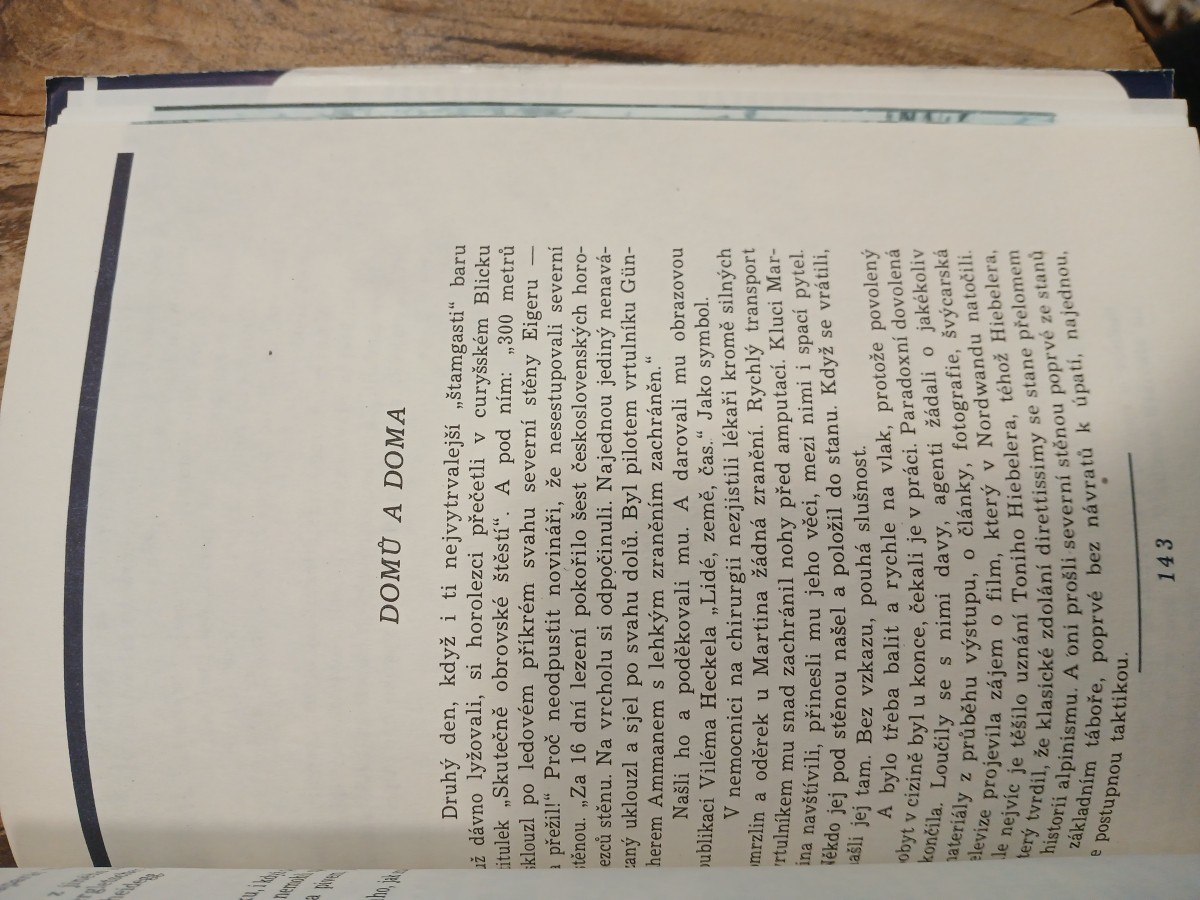 DOMŮ A DOMA
Druhý den, když i ti nejvytrvalejší „štamgasti“ baru
už dávno lyžovali, si horolezci přečetli v curyšském Blicku
titulek „Skutečně obrovské štěstí“. A pod ním: „300 metrů
sklouzl po ledovém příkrém svahu severní stěny Eigeru —
a přežil!“ Proč neodpustit novináři, že nesestupovali severní
stěnou. „Za 16 dní lezení pokořilo šest československých horo-
ezců stěnu. Na vrcholu si odpočinuli. Najednou jediný nenavá-
zaný uklouzl a sjel po svahu dolů. Byl pilotem vrtulníku Gün-
herem Ammanem s lehkým zraněním zachráněn.“
Našli ho a poděkovali mu. A darovali mu obrazovou
publikaci Viléma Heckela „Lidé, země, čas.“ Jako symbol.
V nemocnici na chirurgii nezjistili lékaři kromě silných
omrzlin a oděrek u Martina žádná zranění. Rychlý transport
vrtulníkem mu snad zachránil nohy před amputací. Kluci Mar-
ina navštívili, přinesli mu jeho věci, mezi nimi i spací pytel.
Někdo jej pod stěnou našel a položil do stanu. Když se vrátili,
našli jej tam. Bez vzkazu, pouhá slušnost.
A bylo třeba balit a rychle na vlak, protože povolený
obyt v cizině byl u konce, čekali je v práci. Paradoxní dovolená
končila. Loučily se s nimi davy, agenti žádali o jakékoliv
materiály z průběhu výstupu, o články, fotografie, švýcarská
elevize projevila zájem o film, který v Nordwandu natočili.
le nejvíc je těšilo uznání Toniho Hiebelera, téhož Hiebelera,
terý tvrdil, že klasické zdolání direttissimy se stane přelomem
historii alpinismu. A oni prošli severní stěnou poprvé ze stanů
základním táboře, poprvé bez návratů k úpatí, najednou,
e postupnou taktikou.
143